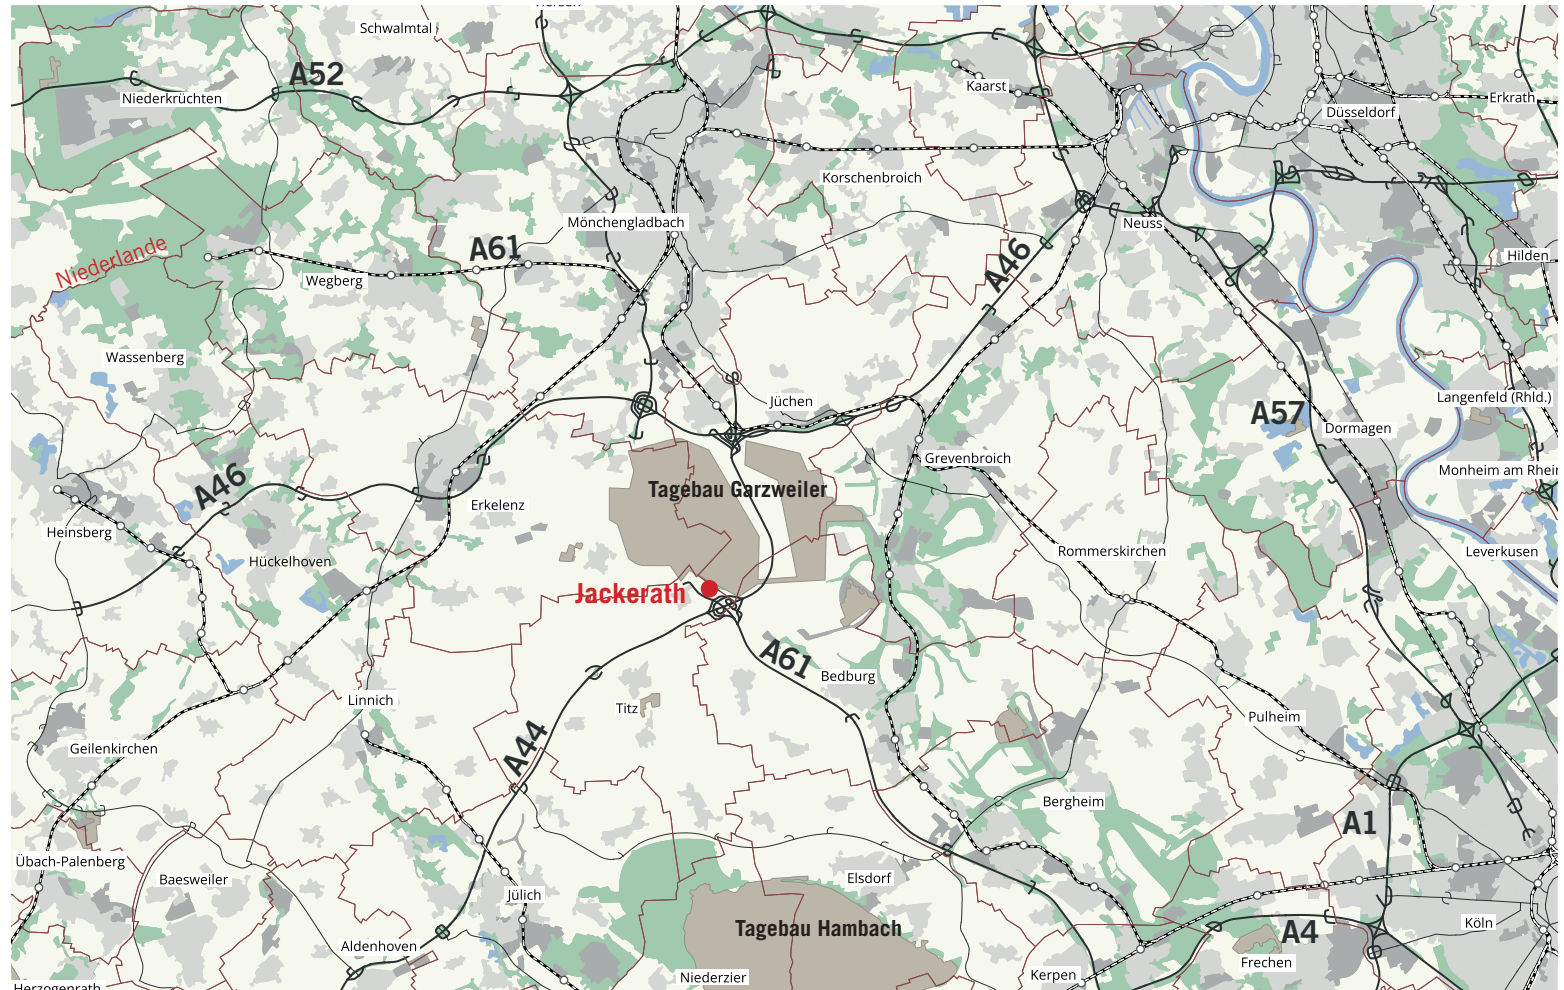 Schwalmtal
A52
Niederkrüchten
Kaarst
Düsseldorf
Erkrath
Korschenbroich
Mönchengladbach
Neuss
Niederlande
A61
A46
Wegberg
Hilden
Wassenberg
Jüchen
Langenfeld (Rhld.)
A57
Dormagen
Grevenbroich
Monheim am Rhein
A46
Tagebau Garzweiler
Erkelenz
Heinsberg
Hückelhoven
Rommerskirchen
Leverkusen
Jackerath
A61
Bedburg
Linnich
Titz
Pulheim
Geilenkirchen
A44
Bergheim
A1
Übach-Palenberg
Baesweiler
Elsdorf
Jülich
Tagebau Hambach
Köln
A4
Aldenhoven
Frechen
Niederzier
Kerpen
Herzogenrath